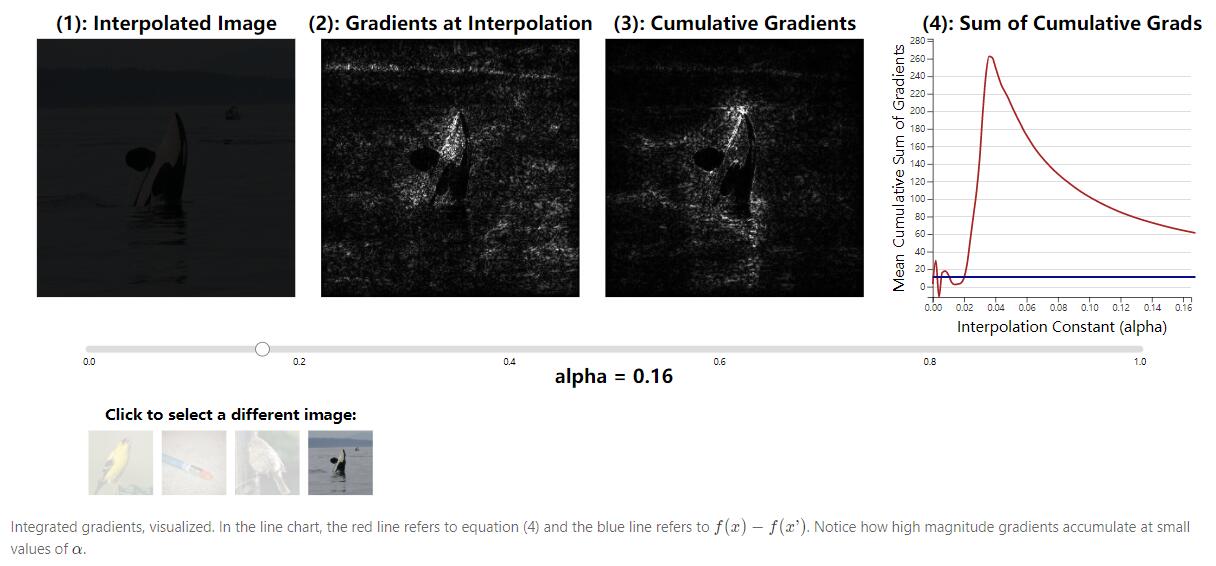 (1): Interpolated Image
(2): Gradients at Interpolation
(3): Cumulative Gradients
(4): Sum of Cumulative Grads
Mean Cumulative Sum of Gradients
280
260
240
220
200
180
160
140
120
100
80
60
40
20
0
0.00 0.02 0.04 0.06 0.08 0.10 0.12 0.14 0.16
Interpolation Constant (alpha)
0.0 0.2 0.4 0.6 0.8 1.0
alpha = 0.16
Click to select a different image:
Integrated gradients, visualized. In the line chart, the red line refers to equation (4) and the blue line refers to f(x) − f(x’). Notice how high magnitude gradients accumulate at small
values of α.